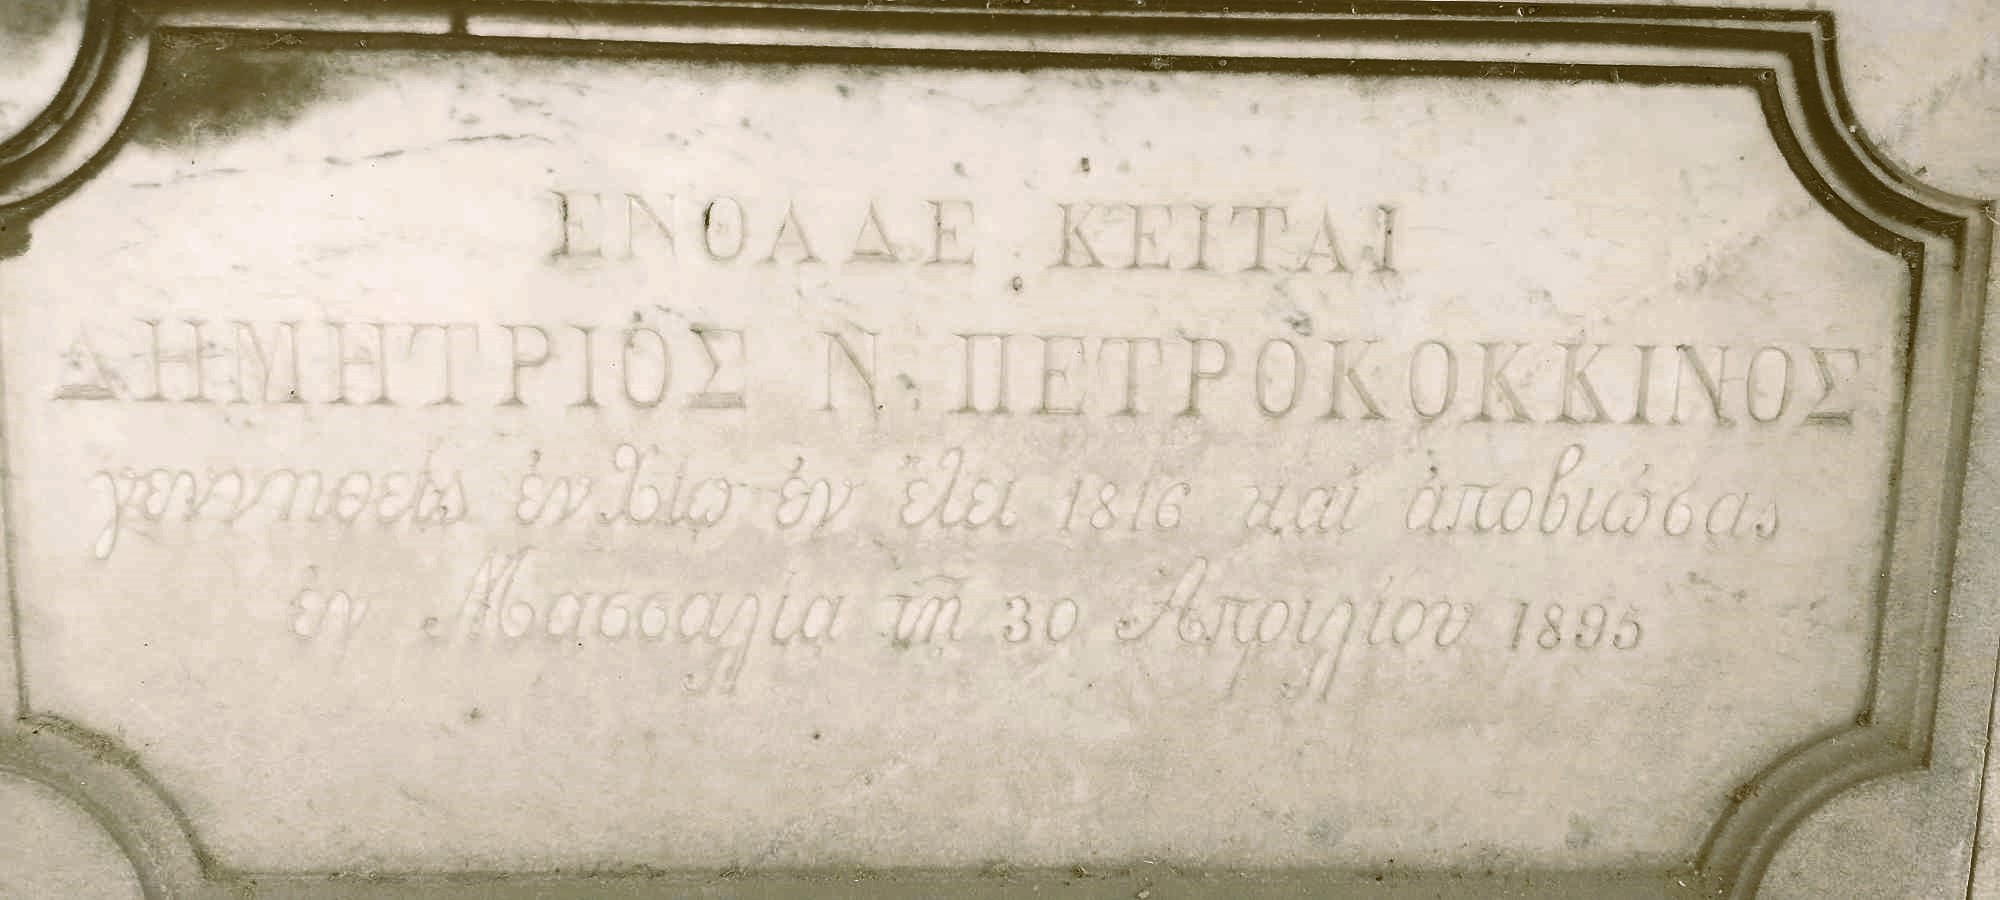 ΕΝΘΑΔΕ ΚΕΙΤΑΙ
ΔΗΜΗΤΡΙΟΣ Ν. ΠΕΤΡΟΚΟΚΚΙΝΟΣ
γεννηθεὶς ἐν Χίῳ ἐν ἔτει 1816 καὶ ἀποβιώσας
ἐν Μασσαλίᾳ τῇ 30 Ἀπριλίου 1895